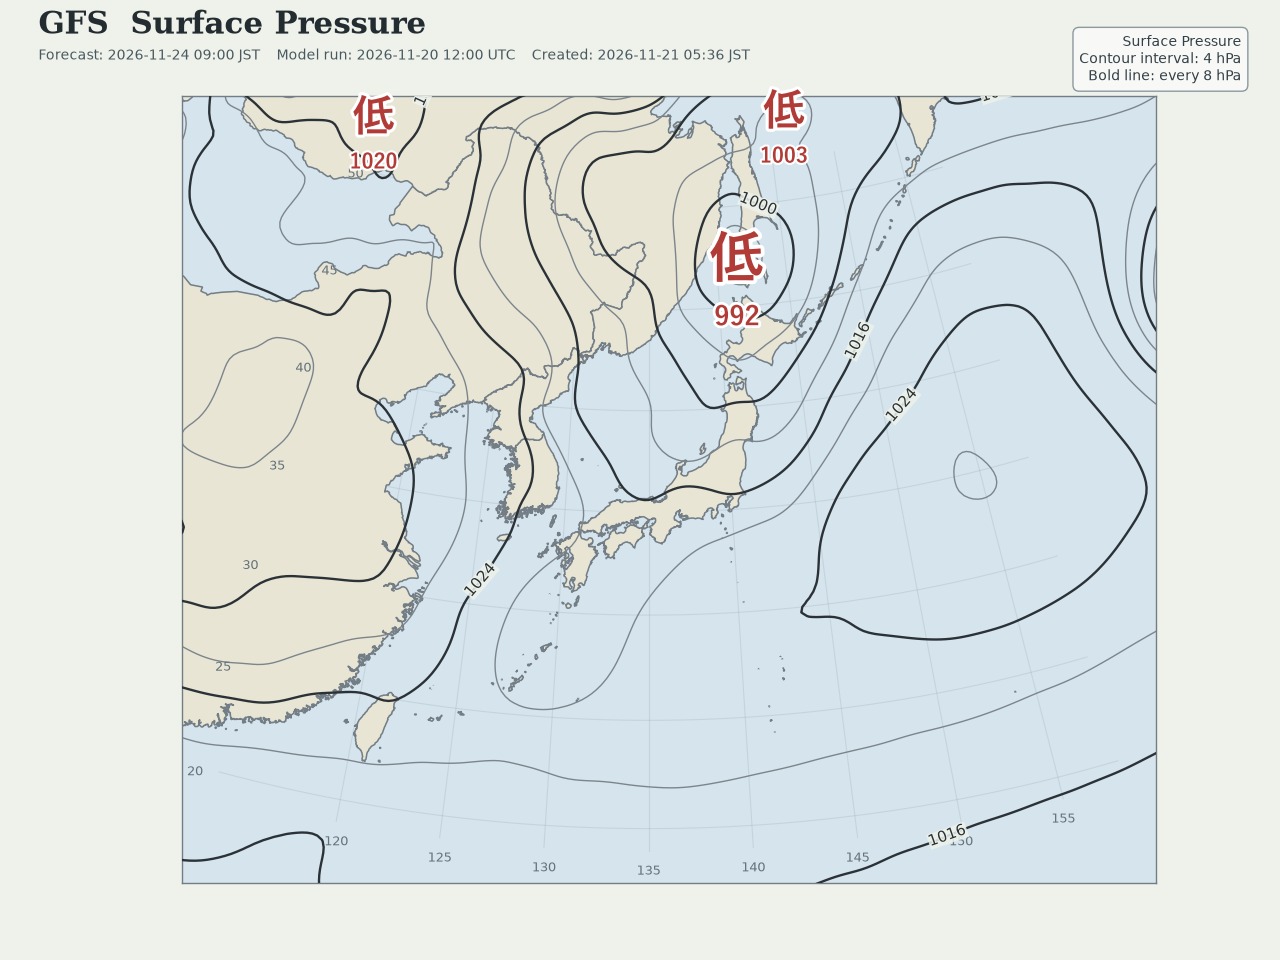 GFS  Surface Pressure
Forecast: 2026-11-24 09:00 JST    Model run: 2026-11-20 12:00 UTC    Created: 2026-11-21 05:36 JST
Surface Pressure
Contour interval: 4 hPa
Bold line: every 8 hPa
低
1020
低
1003
50
1000
低
992
45
1016
40
1024
35
30
1024
25
20
1016
120
125
130
135
140
145
150
155